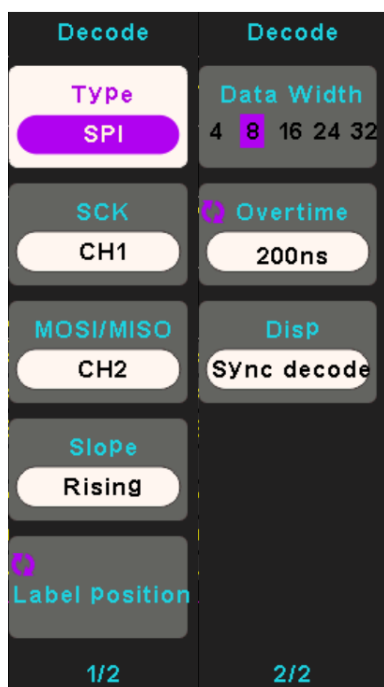 Decode
Type
SPI
SCK
CH1
MOSI/MISO
CH2
Slope
Rising
Label position
1/2
Decode
Data Width
4 8 16 24 32
Overtime
200ns
Disp
Sync decode
2/2